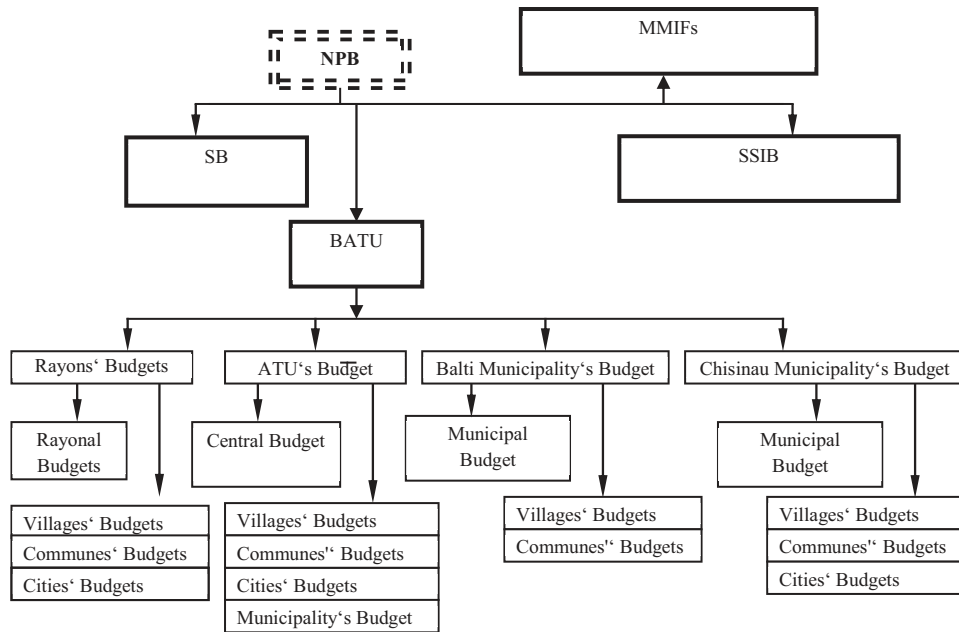 MMIFs
NPB
SB
SSIB
BATU
Rayons‘ Budgets
ATU‘s Budget
Balti Municipality‘s Budget
Chisinau Municipality‘s Budget
Rayonal
Budgets
Central Budget
Municipal
Budget
Municipal
Budget
Villages‘ Budgets
Communes‘ Budgets
Cities‘ Budgets
Villages‘ Budgets
Communes"‘ Budgets
Cities‘ Budgets
Municipality‘s Budget
Villages‘ Budgets
Communes"‘ Budgets
Villages‘ Budgets
Communes"‘ Budgets
Cities‘ Budgets